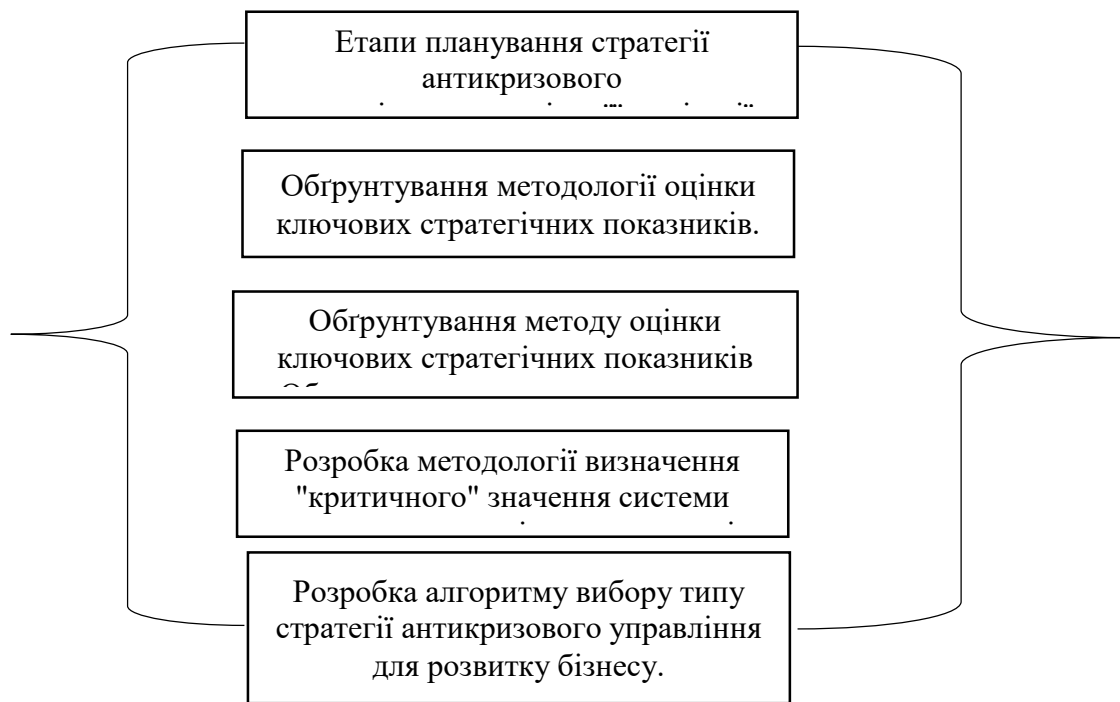 Етапи планування стратегії
антикризового
Обґрунтування методології оцінки
ключових стратегічних показників.
Обґрунтування методу оцінки
ключових стратегічних показників
Розробка методології визначення
"критичного" значення системи
Розробка алгоритму вибору типу
стратегії антикризового управління
для розвитку бізнесу.